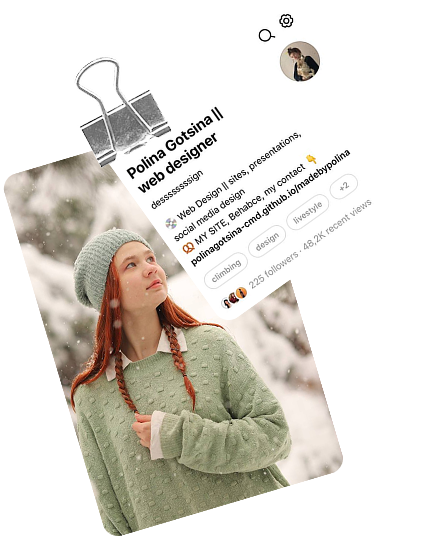 Polina Gotsina ||
web designer
desssssssign
💿 Web Design || sites, presentations,
social media design
🥨 MY SITE, Behabce, my contact 👇
polinagotsina-cmd.github.io/madebypolina
climbing
design
livestyle
+2
225 followers · 48,2K recent views